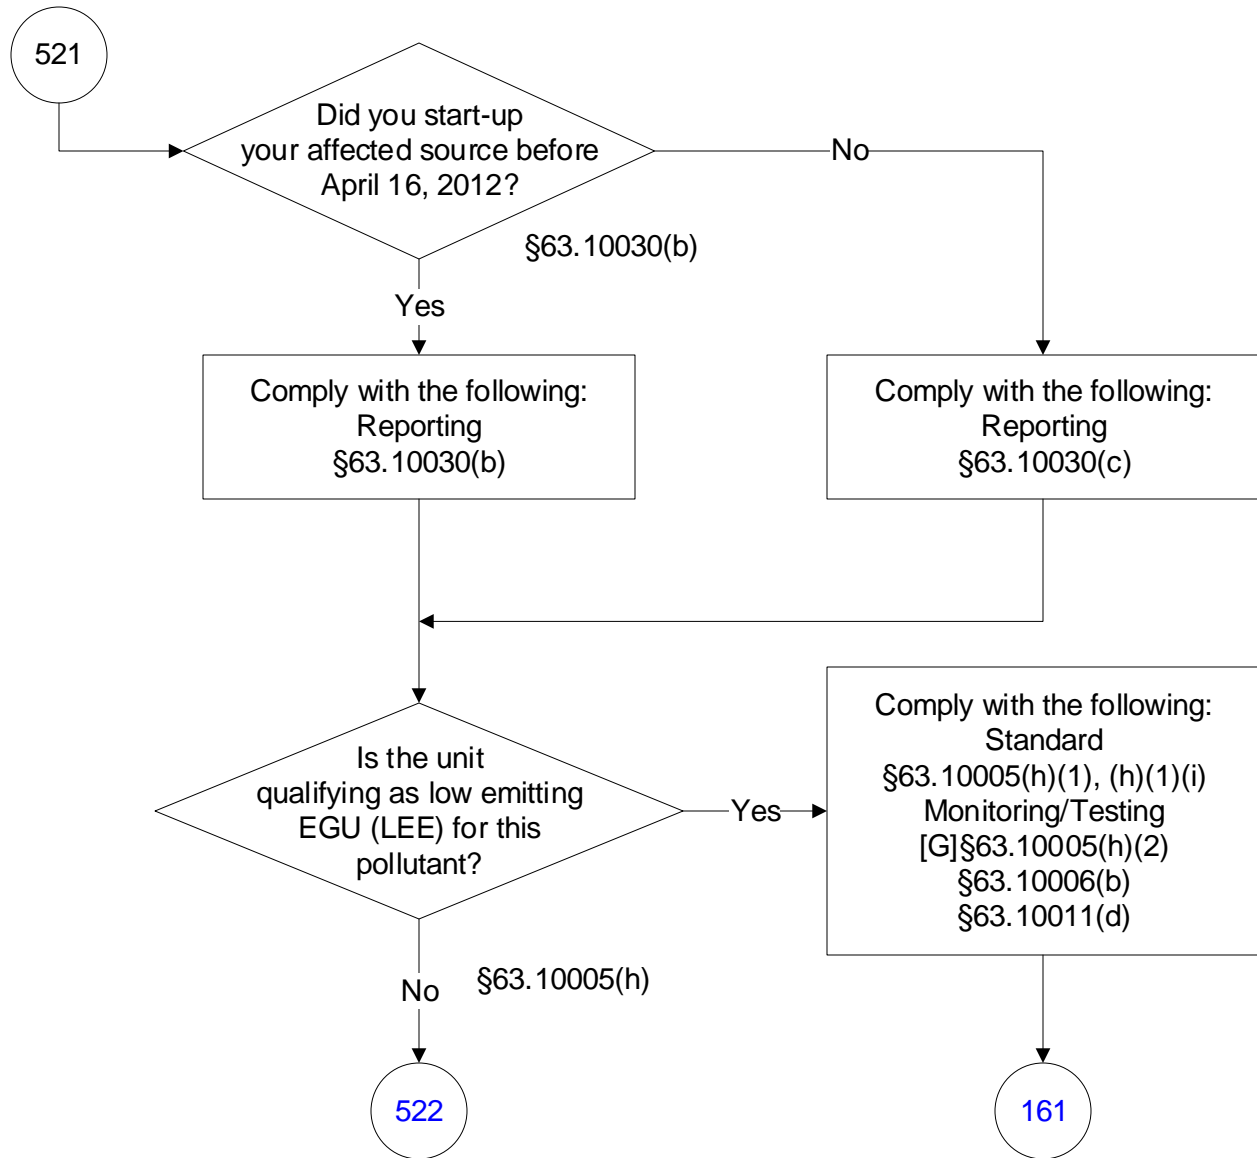 521
Did you start-up
your affected source before
April 16, 2012?
No
§63.10030(b)
Yes
Comply with the following:
Reporting
§63.10030(b)
Comply with the following:
Reporting
§63.10030(c)
Is the unit
qualifying as low emitting
EGU (LEE) for this
pollutant?
Yes
Comply with the following:
Standard
§63.10005(h)(1), (h)(1)(i)
Monitoring/Testing
[G]§63.10005(h)(2)
§63.10006(b)
§63.10011(d)
§63.10005(h)
No
522
161